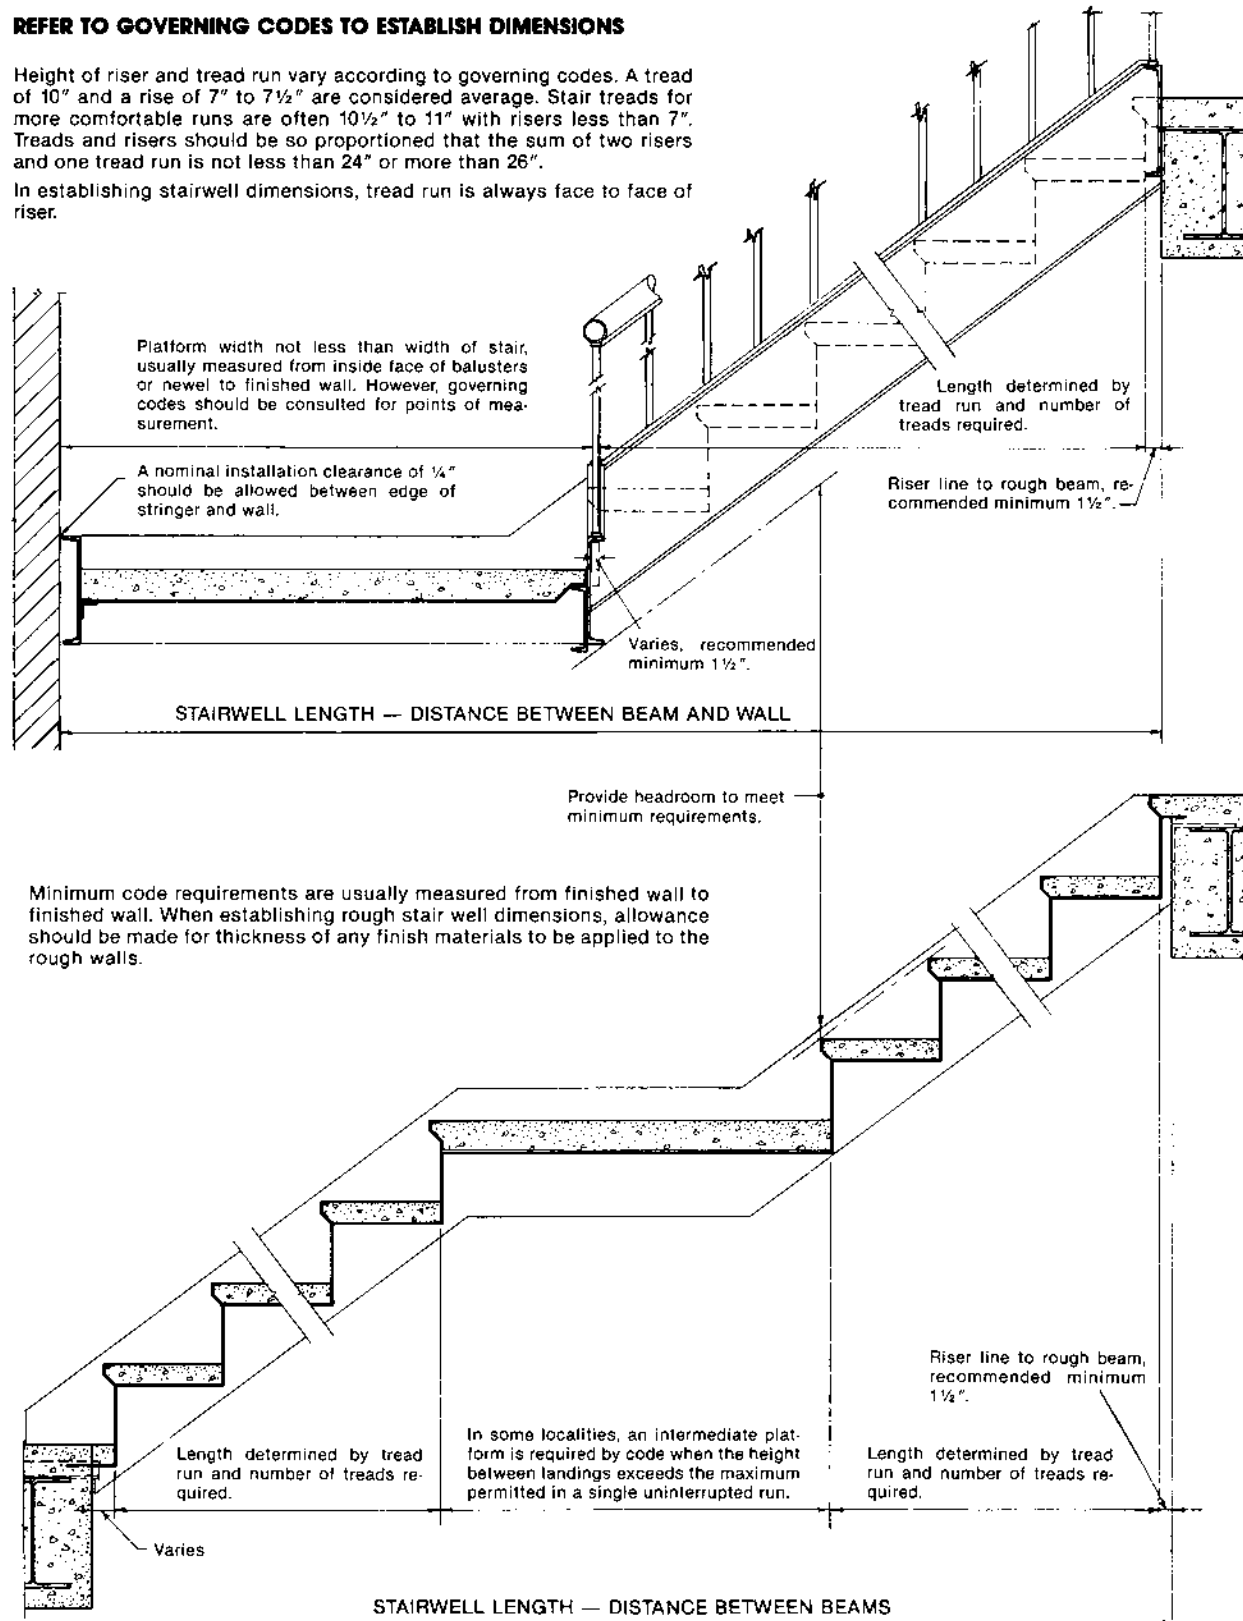 REFER TO GOVERNING CODES TO ESTABLISH DIMENSIONS
Height of riser and tread run vary according to governing codes. A tread
of 10″ and a rise of 7″ to 7½″ are considered average. Stair treads for
more comfortable runs are often 10½″ to 11″ with risers less than 7″.
Treads and risers should be so proportioned that the sum of two risers
and one tread run is not less than 24″ or more than 26″.
In establishing stairwell dimensions, tread run is always face to face of
riser.
Platform width not less than width of stair,
usually measured from inside face of balusters
or newel to finished wall. However, governing
codes should be consulted for points of mea-
surement.
Length determined by
tread run and number of
treads required.
A nominal installation clearance of ¼″
should be allowed between edge of
stringer and wall.
Riser line to rough beam, re-
commended minimum 1½″.
Varies, recommended
minimum 1½″.
STAIRWELL LENGTH — DISTANCE BETWEEN BEAM AND WALL
Provide headroom to meet
minimum requirements.
Minimum code requirements are usually measured from finished wall to
finished wall. When establishing rough stair well dimensions, allowance
should be made for thickness of any finish materials to be applied to the
rough walls.
Riser line to rough beam,
recommended minimum
1½″.
Length determined by tread
run and number of treads re-
quired.
In some localities, an intermediate plat-
form is required by code when the height
between landings exceeds the maximum
permitted in a single uninterrupted run.
Length determined by tread
run and number of treads re-
quired.
Varies
STAIRWELL LENGTH — DISTANCE BETWEEN BEAMS